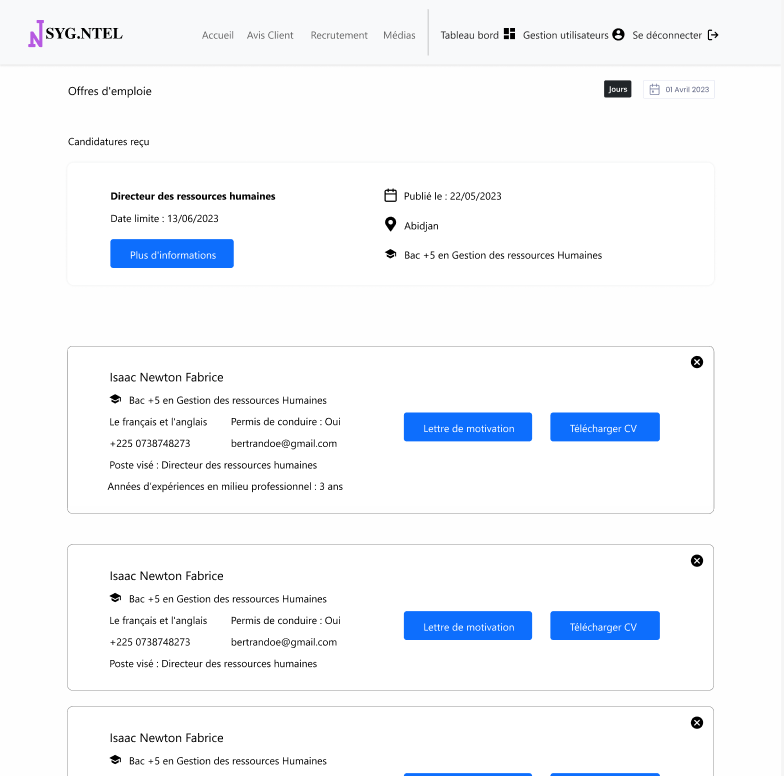 N SYG.NTEL
Accueil Avis Client Recrutement Médias Tableau bord Gestion utilisateurs Se déconnecter
Offres d'emploie
Jours 01 Avril 2023
Candidatures reçu
Directeur des ressources humaines
Date limite : 13/06/2023
Plus d'informations
Publié le : 22/05/2023
Abidjan
Bac +5 en Gestion des ressources Humaines
Isaac Newton Fabrice
Bac +5 en Gestion des ressources Humaines
Le français et l'anglais Permis de conduire : Oui
+225 0738748273 bertrandoe@gmail.com
Poste visé : Directeur des ressources humaines
Années d'expériences en milieu professionnel : 3 ans
Lettre de motivation Télécharger CV
Isaac Newton Fabrice
Bac +5 en Gestion des ressources Humaines
Le français et l'anglais Permis de conduire : Oui
+225 0738748273 bertrandoe@gmail.com
Poste visé : Directeur des ressources humaines
Lettre de motivation Télécharger CV
Isaac Newton Fabrice
Bac +5 en Gestion des ressources Humaines